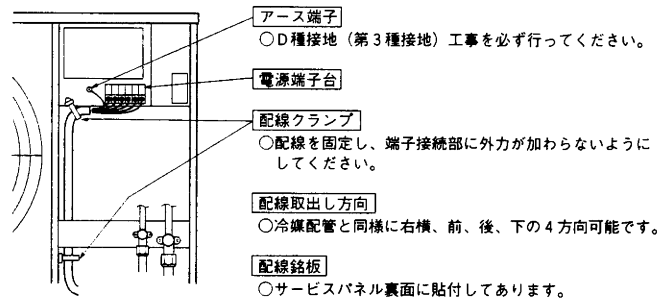 アース端子
○D種接地（第3種接地）工事を必ず行ってください。
電源端子台
配線クランプ
○配線を固定し、端子接続部に外力が加わらないように
してください。
配線取出し方向
○冷媒配管と同様に右横、前、後、下の4方向可能です。
配線銘板
○サービスパネル裏面に貼付してあります。